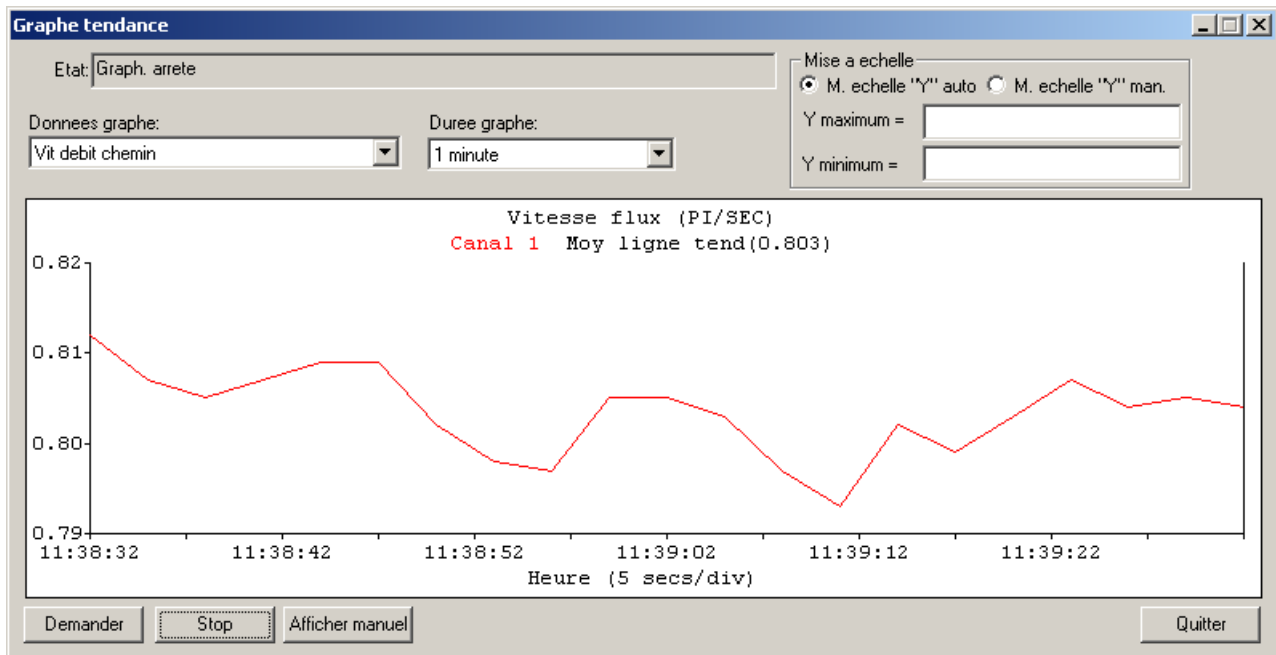 Graphe tendance
Etat: Graph. arrete
Mise a echelle
M. echelle "Y" auto M. echelle "Y" man.
Donnees graphe:
Duree graphe:
Y maximum =
Vit debit chemin
1 minute
Y minimum =
Vitesse flux (PI/SEC)
Canal 1 Moy ligne tend(0.803)
0.82
0.81
0.80
0.79
11:38:32 11:38:42 11:38:52 11:39:02 11:39:12 11:39:22
Heure (5 secs/div)
Demander Stop Afficher manuel Quitter